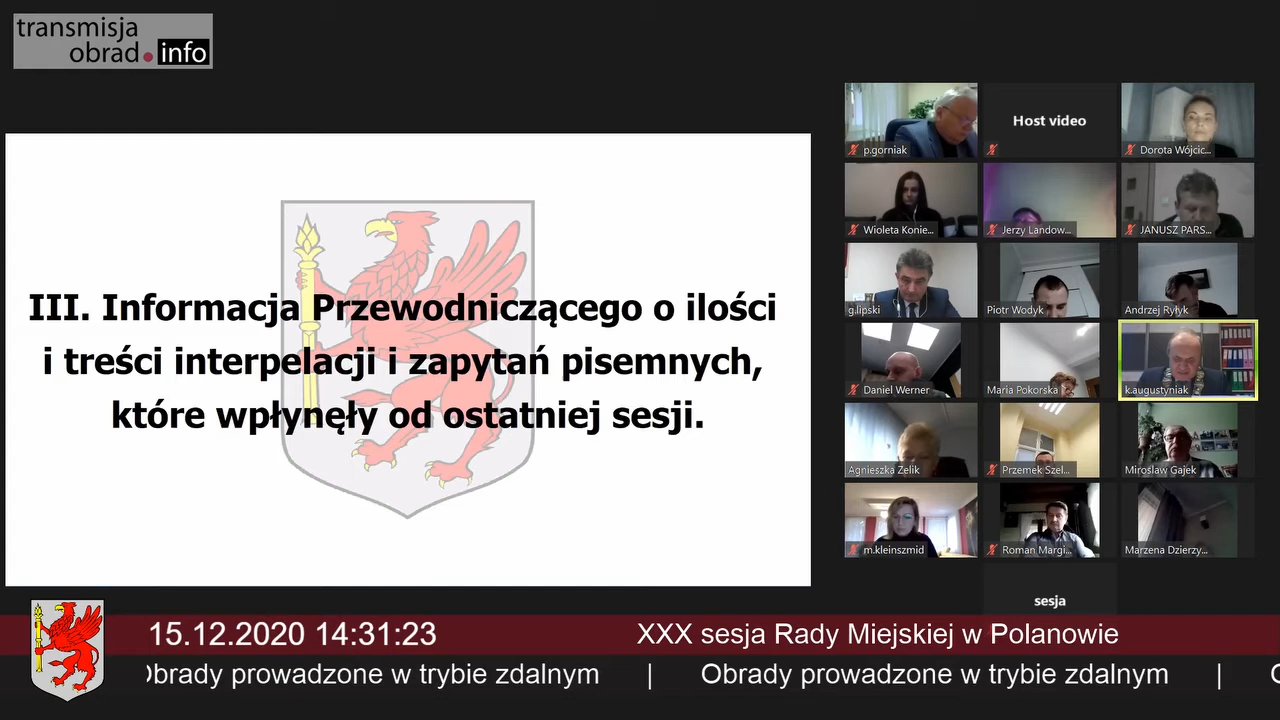 transmisja
obrad.info
III. Informacja Przewodniczącego o ilości
i treści interpelacji i zapytań pisemnych,
które wpłynęły od ostatniej sesji.
p.gorniak
Host video
Dorota Wójcic...
Wioleta Konie...
Jerzy Landow...
JANUSZ PARS...
g.lipski
Piotr Wodyk
Andrzej Ryłyk
Daniel Werner
Maria Pokorska
k.augustyniak
Agnieszka Zelik
Przemek Szel...
Miroslaw Gajek
m.kleinszmid
Roman Margi...
Marzena Dzierzy...
sesja
15.12.2020 14:31:23
XXX sesja Rady Miejskiej w Polanowie
Obrady prowadzone w trybie zdalnym | Obrady prowadzone w trybie zdalnym |